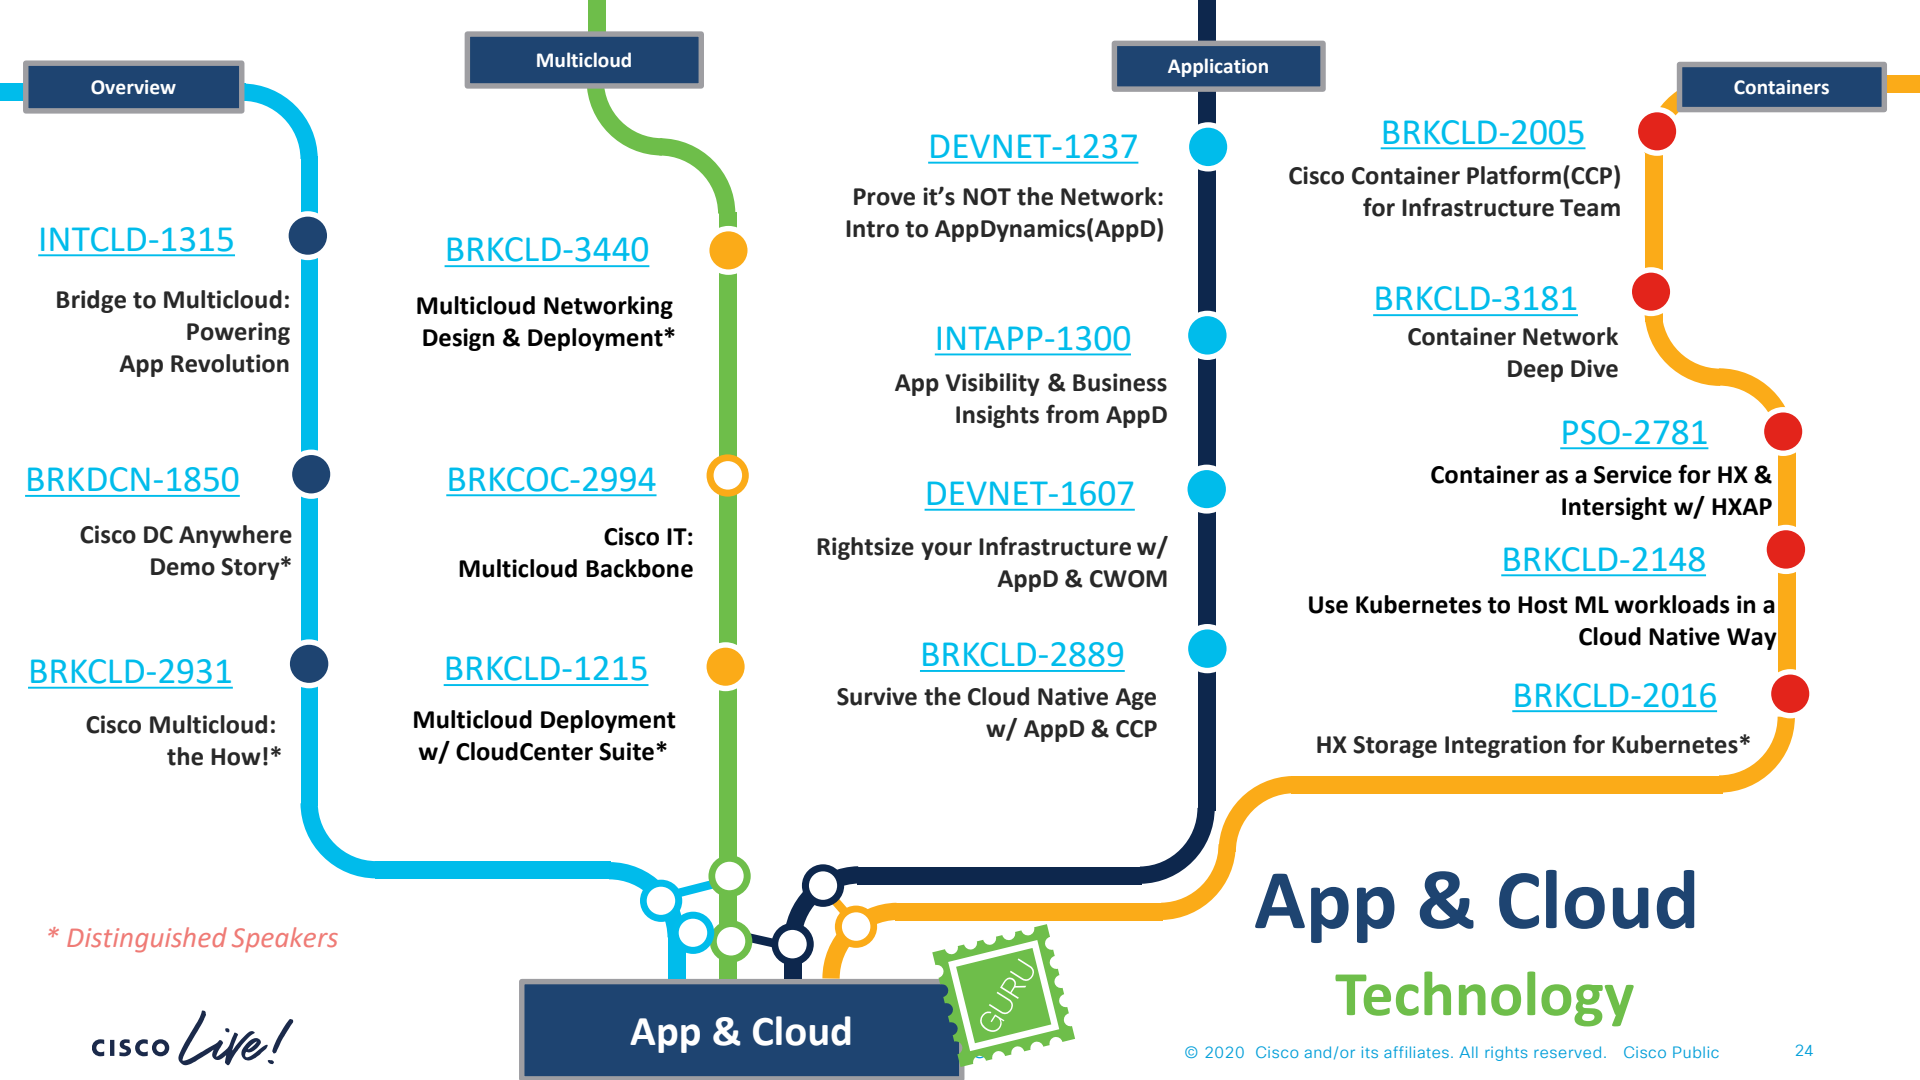 Overview
INTCLD-1315
Bridge to Multicloud:
Powering
App Revolution
BRKDCN-1850
Cisco DC Anywhere
Demo Story*
BRKCLD-2931
Cisco Multicloud:
the How!*
Multicloud
BRKCLD-3440
Multicloud Networking
Design & Deployment*
BRKCOC-2994
Cisco IT:
Multicloud Backbone
BRKCLD-1215
Multicloud Deployment
w/ CloudCenter Suite*
Application
DEVNET-1237
Prove it’s NOT the Network:
Intro to AppDynamics(AppD)
INTAPP-1300
App Visibility & Business
Insights from AppD
DEVNET-1607
Rightsize your Infrastructure w/
AppD & CWOM
BRKCLD-2889
Survive the Cloud Native Age
w/ AppD & CCP
Containers
BRKCLD-2005
Cisco Container Platform(CCP)
for Infrastructure Team
BRKCLD-3181
Container Network
Deep Dive
PSO-2781
Container as a Service for HX &
Intersight w/ HXAP
BRKCLD-2148
Use Kubernetes to Host ML workloads in a
Cloud Native Way
BRKCLD-2016
HX Storage Integration for Kubernetes*
App & Cloud
Technology
* Distinguished Speakers
App & Cloud
GURU
CISCO Live!
© 2020 Cisco and/or its affiliates. All rights reserved. Cisco Public
24